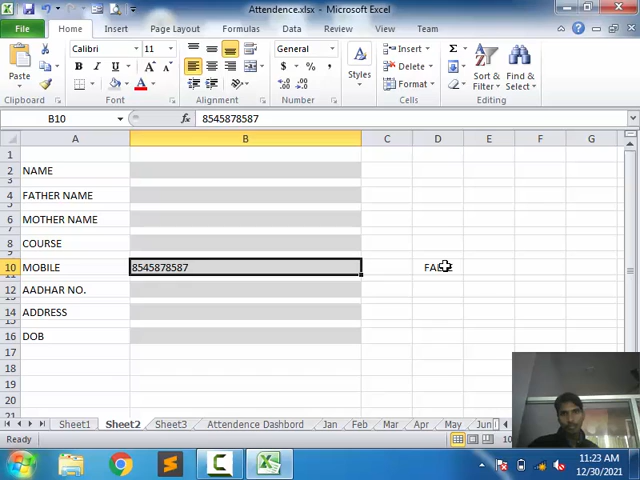 Attendence.xlsx - Microsoft Excel
File Home Insert Page Layout Formulas Data Review View
Calibri 11 General Insert Σ
Paste B I U Styles Delete Sort & Filter Find & Select
A Format
Clipboard Font Alignment Number Cells Editing
B10 fx 8545878587
A B C D E F G
1
2 NAME
3
4 FATHER NAME
5
6 MOTHER NAME
7
8 COURSE
9
10 MOBILE 8545878587
11
12 AADHAR NO.
13
14 ADDRESS
15
16 DOB
17
18
19
20
21
Sheet1 Sheet2 Sheet3 Attendence Dashbord Jan Feb Mar Apr May Jun
Ready
11:23 AM
12/30/2021